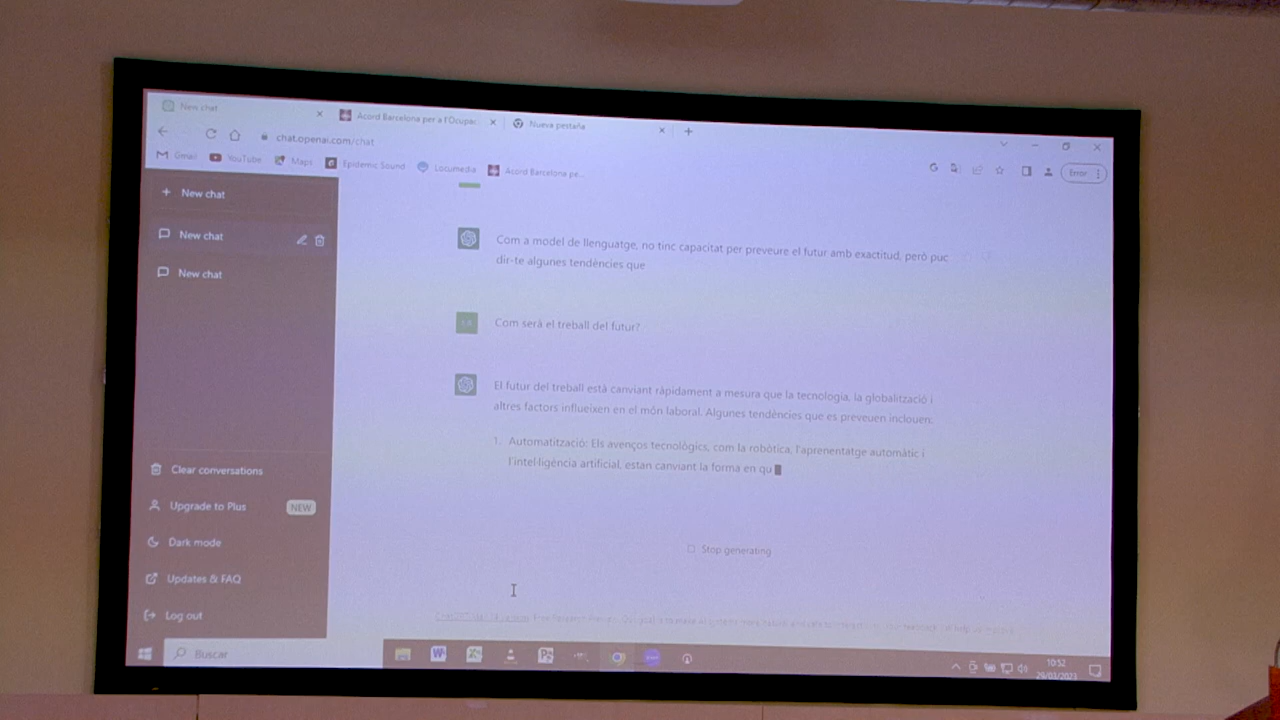 New chat
Acord Barcelona per a l'Ocupac
Nueva pestaña
chat.openai.com/chat
Gmail
YouTube
Maps
Epidemic Sound
Locumedia
Acord Barcelona pe...
Error
+ New chat
New chat
New chat
Com a model de llenguatge, no tinc capacitat per preveure el futur amb exactitud, però puc
dir-te algunes tendències que
Com serà el treball del futur?
El futur del treball està canviant ràpidament a mesura que la tecnologia, la globalització i
altres factors influeixen en el món laboral. Algunes tendències que es preveuen inclouen:
1. Automatització: Els avenços tecnològics, com la robòtica, l'aprenentatge automàtic i
l'intel·ligència artificial, estan canviant la forma en qu
Stop generating
Clear conversations
Upgrade to Plus
NEW
Dark mode
Updates & FAQ
Log out
Buscar
10:52
29/03/2023